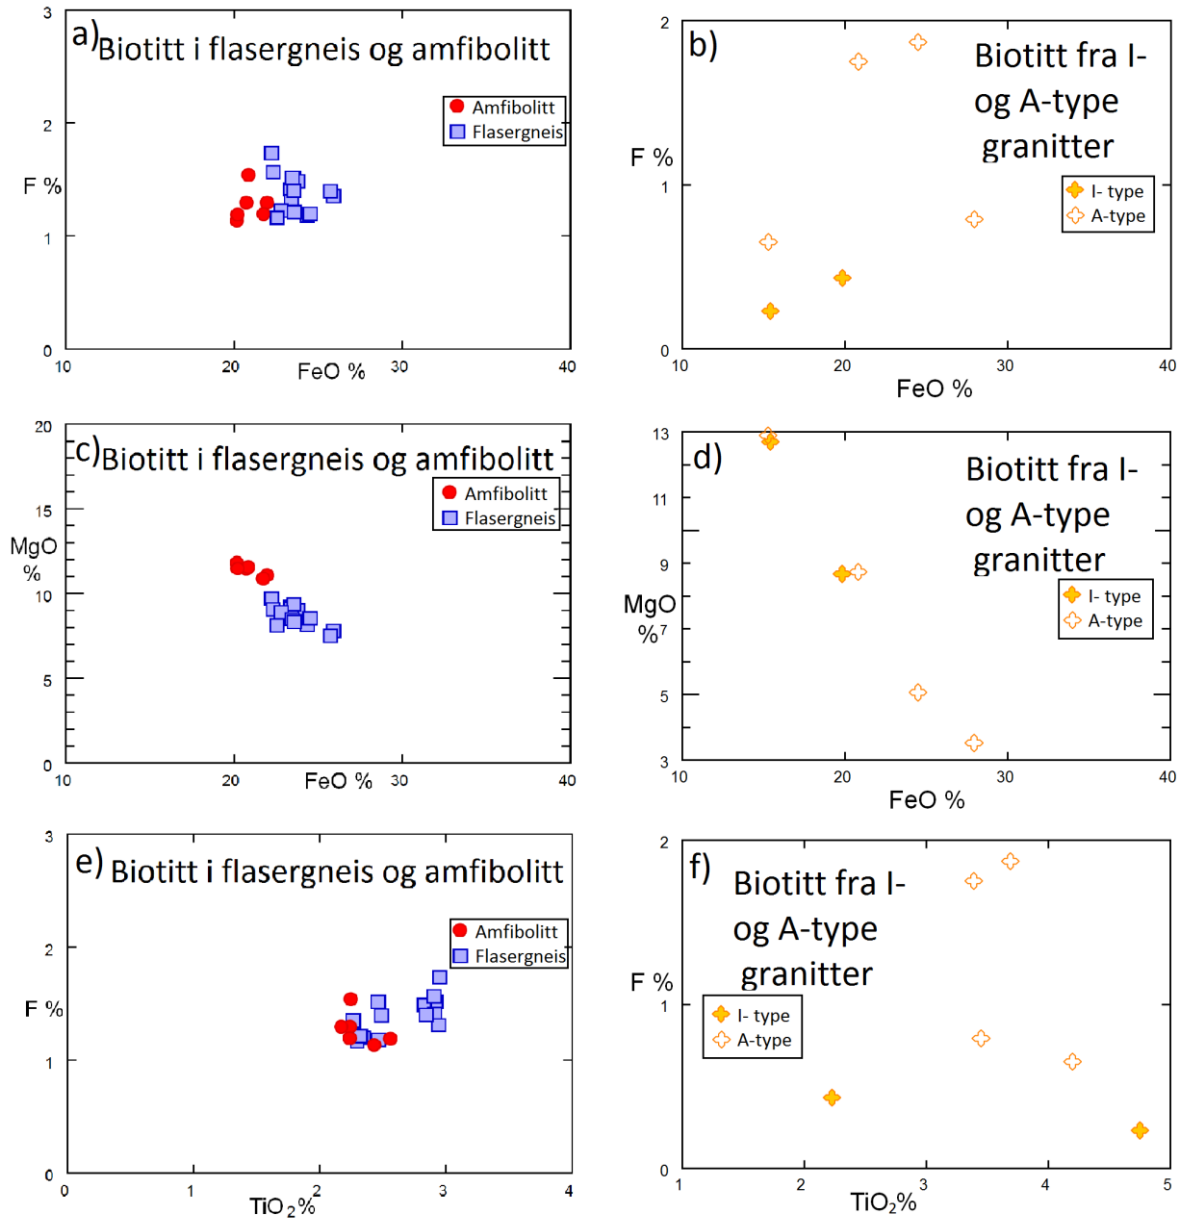 a) Biotitt i flasergneis og amfibolitt
3
2
1
0
F %
Amfibolitt
Flasergneis
10
20
30
40
FeO %
b)
Biotitt fra I-
og A-type
granitter
2
1
0
F %
I- type
A-type
10
20
30
40
FeO %
c) Biotitt i flasergneis og amfibolitt
20
15
10
5
0
MgO
%
Amfibolitt
Flasergneis
10
20
30
40
FeO %
d)
Biotitt fra I-
og A-type
granitter
13
11
9
7
5
3
MgO
%
I- type
A-type
10
20
30
40
FeO %
e) Biotitt i flasergneis og amfibolitt
3
2
1
0
F %
Amfibolitt
Flasergneis
0
1
2
3
4
TiO₂%
f)
Biotitt fra I-
og A-type
granitter
2
1
0
F %
I- type
A-type
1
2
3
4
5
TiO₂%